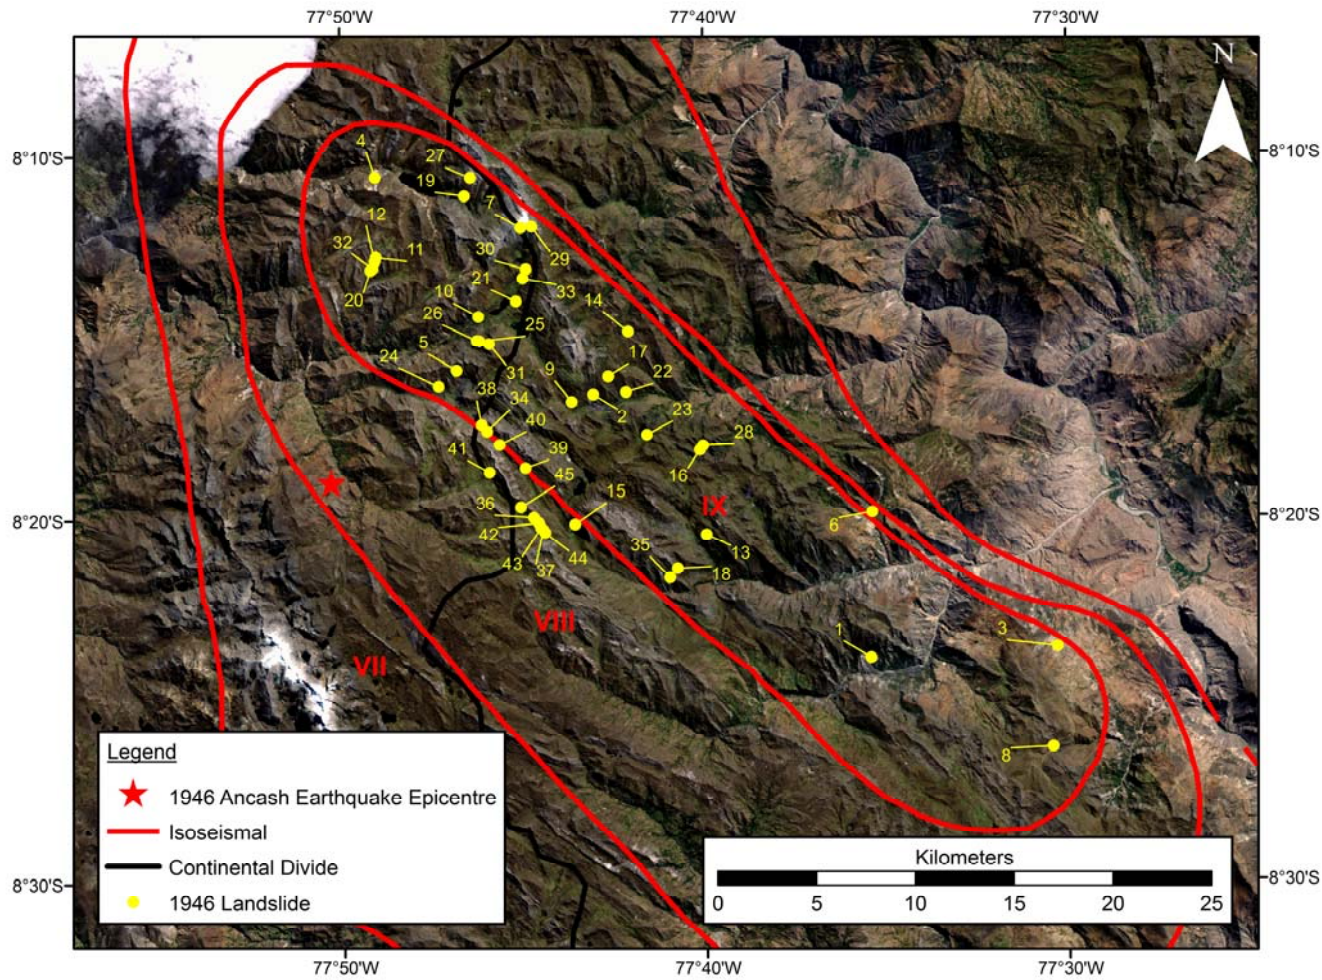 77°50'W 77°40'W 77°30'W
N
8°10'S 8°10'S
4 27
19
7
12
32 11 30 29
20 21 33 14
10
26 25
5 17
24 31 9 22
38 34 2 23
40 28
41 39 16
45 15 IX
36 6
42 35 13
43 37 44 18
8°20'S 8°20'S
VIII 1 3
VII
8
Legend
1946 Ancash Earthquake Epicentre
Isoseismal
Continental Divide
1946 Landslide
Kilometers
0 5 10 15 20 25
8°30'S 8°30'S
77°50'W 77°40'W 77°30'W